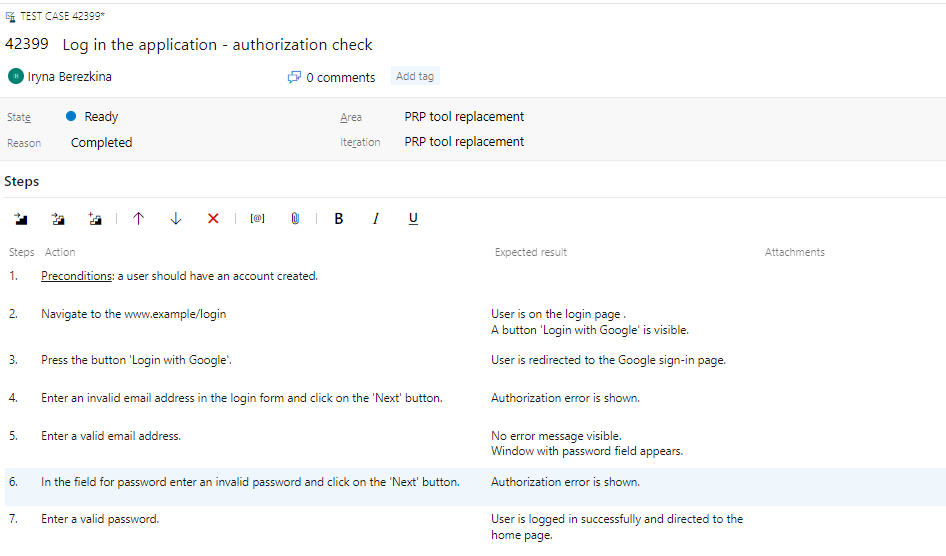 TEST CASE 42399*
42399 Log in the application - authorization check
Iryna Berezkina 0 comments Add tag
State Ready Area PRP tool replacement
Reason Completed Iteration PRP tool replacement
Steps
[@] B I U
Steps Action Expected result Attachments
1. Preconditions: a user should have an account created.
2. Navigate to the www.example/login User is on the login page .
A button 'Login with Google' is visible.
3. Press the button 'Login with Google'. User is redirected to the Google sign-in page.
4. Enter an invalid email address in the login form and click on the 'Next' button. Authorization error is shown.
5. Enter a valid email address. No error message visible.
Window with password field appears.
6. In the field for password enter an invalid password and click on the 'Next' button. Authorization error is shown.
7. Enter a valid password. User is logged in successfully and directed to the
home page.